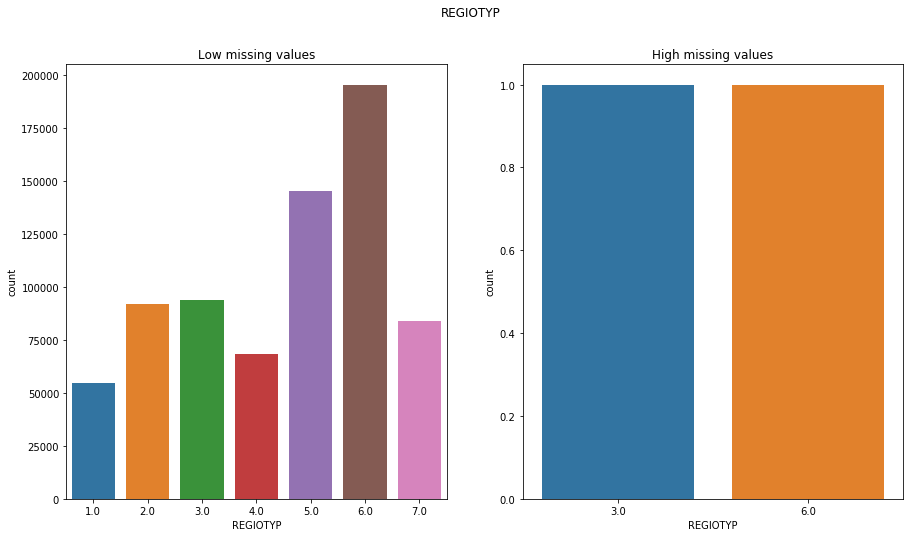 REGIOTYP
Low missing values
200000
175000
150000
125000
100000
75000
50000
25000
0
count
1.0 2.0 3.0 4.0 5.0 6.0 7.0
REGIOTYP
High missing values
1.0
0.8
0.6
0.4
0.2
0.0
count
3.0 6.0
REGIOTYP